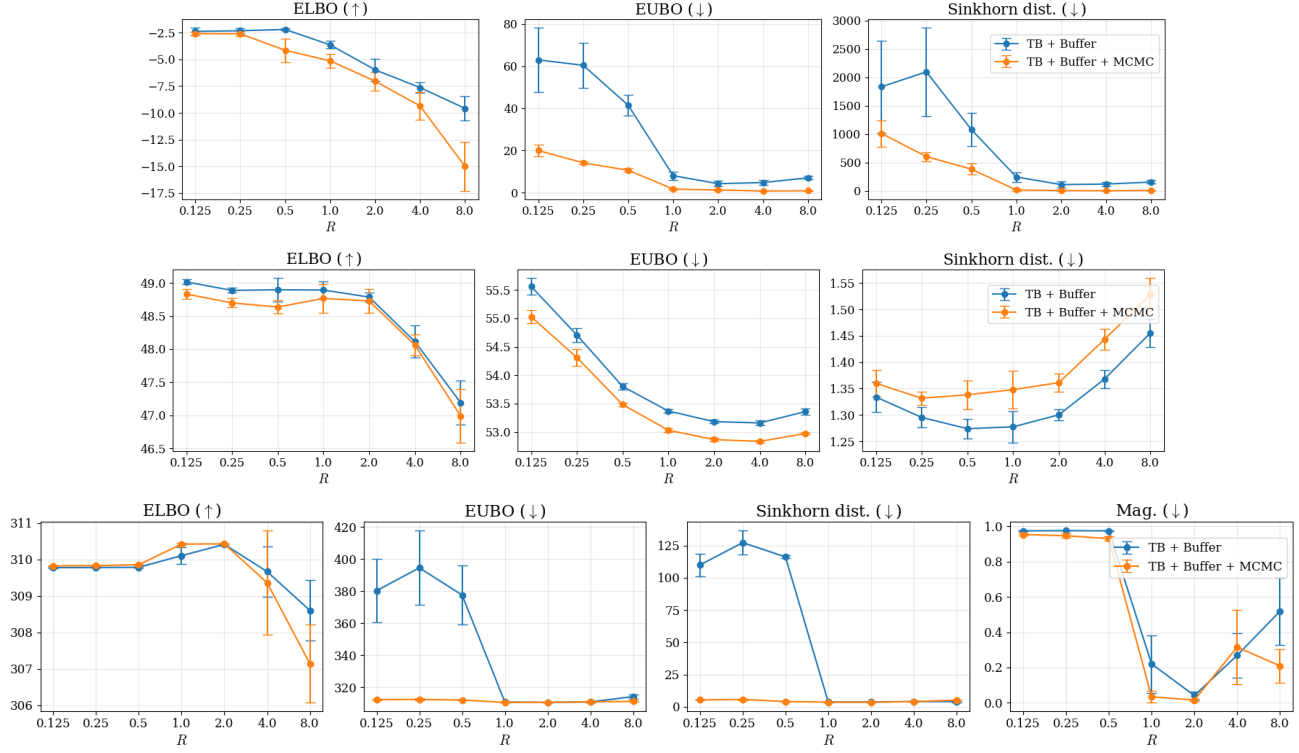 ELBO (↑)
−2.5
−5.0
−7.5
−10.0
−12.5
−15.0
−17.5
0.125 0.25 0.5 1.0 2.0 4.0 8.0
R
EUBO (↓)
80
60
40
20
0
0.125 0.25 0.5 1.0 2.0 4.0 8.0
R
Sinkhorn dist. (↓)
3000
2500
2000
1500
1000
500
0
TB + Buffer
TB + Buffer + MCMC
0.125 0.25 0.5 1.0 2.0 4.0 8.0
R
ELBO (↑)
49.0
48.5
48.0
47.5
47.0
46.5
0.125 0.25 0.5 1.0 2.0 4.0 8.0
R
EUBO (↓)
55.5
55.0
54.5
54.0
53.5
53.0
0.125 0.25 0.5 1.0 2.0 4.0 8.0
R
Sinkhorn dist. (↓)
1.55
1.50
1.45
1.40
1.35
1.30
1.25
TB + Buffer
TB + Buffer + MCMC
0.125 0.25 0.5 1.0 2.0 4.0 8.0
R
ELBO (↑)
311
310
309
308
307
306
0.125 0.25 0.5 1.0 2.0 4.0 8.0
R
EUBO (↓)
420
400
380
360
340
320
0.125 0.25 0.5 1.0 2.0 4.0 8.0
R
Sinkhorn dist. (↓)
125
100
75
50
25
0
0.125 0.25 0.5 1.0 2.0 4.0 8.0
R
Mag. (↓)
1.0
0.8
0.6
0.4
0.2
0.0
TB + Buffer
TB + Buffer + MCMC
0.125 0.25 0.5 1.0 2.0 4.0 8.0
R